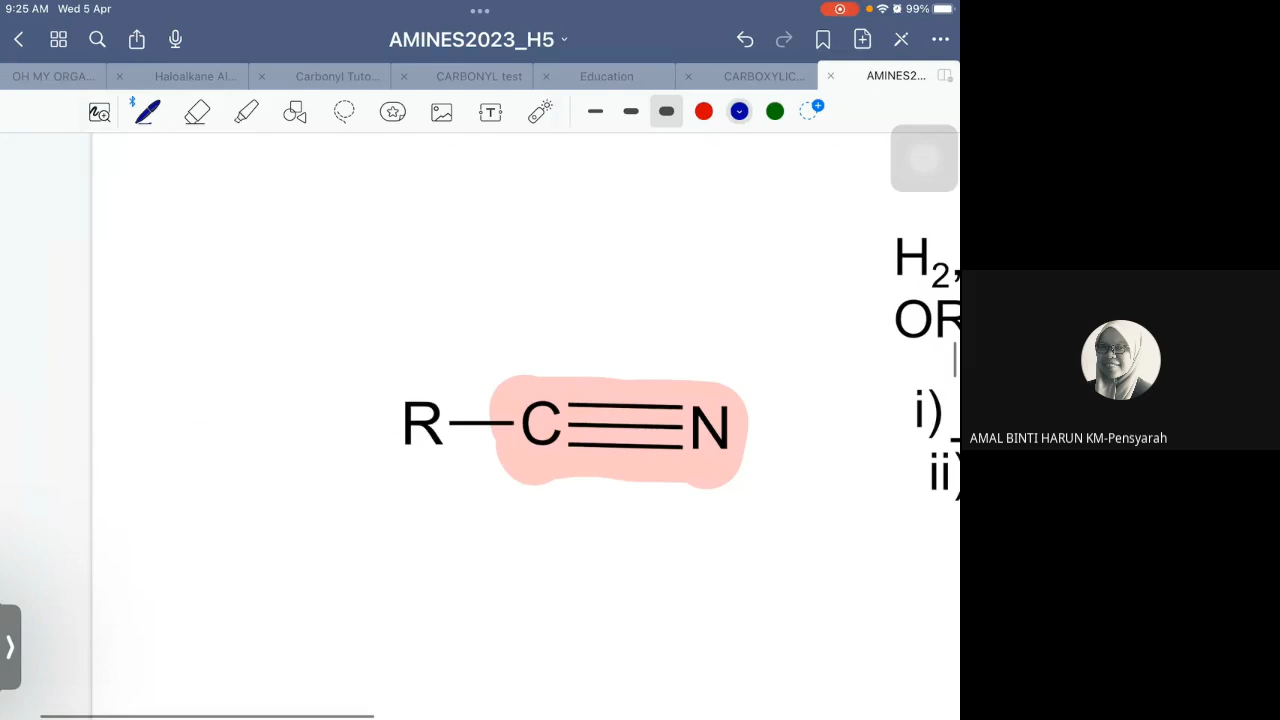 9:25 AM Wed 5 Apr
99%
AMINES2023_H5
OH MY ORGA...
Haloalkane Al...
Carbonyl Tuto...
CARBONYL test
Education
CARBOXYLIC...
AMINES2...
T
H2,
OR
R—C≡N
i)
ii)
AMAL BINTI HARUN KM-Pensyarah